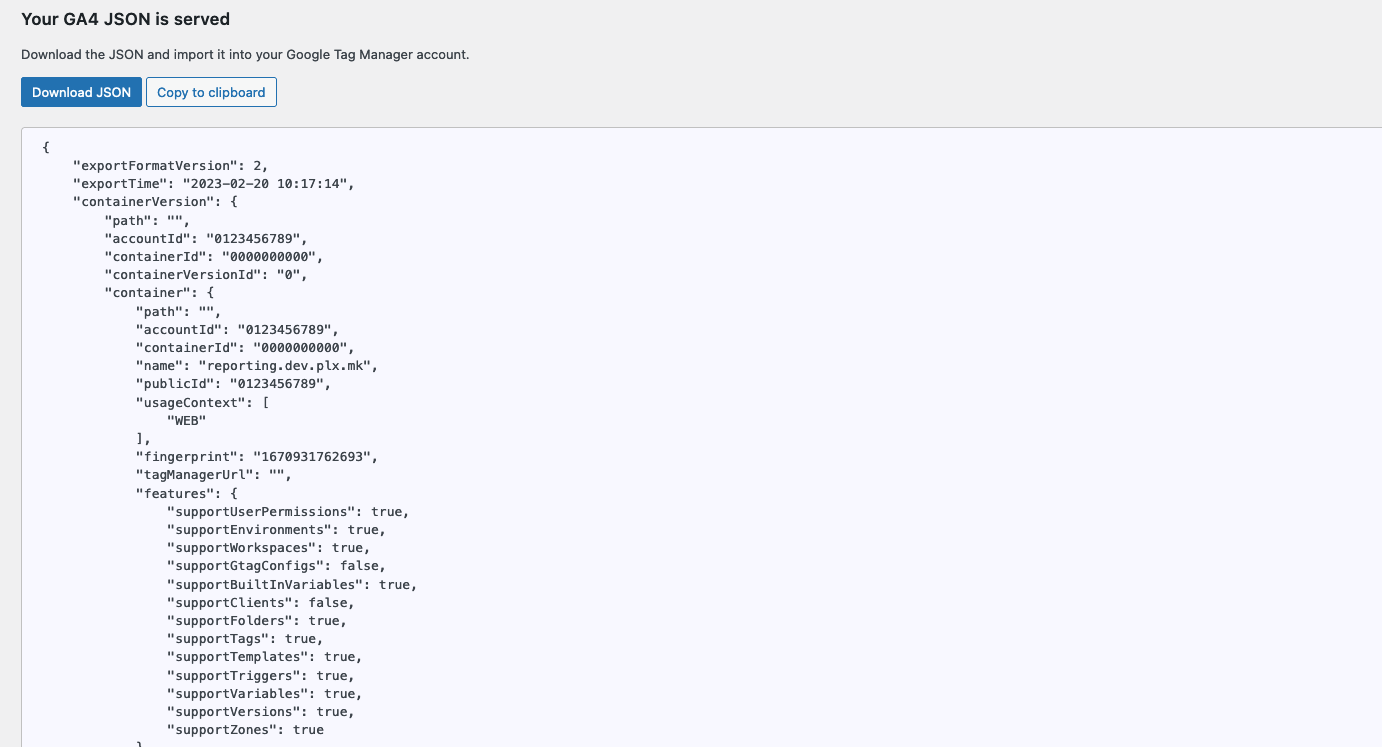 Your GA4 JSON is served
Download the JSON and import it into your Google Tag Manager account.
Download JSON
Copy to clipboard
{
    "exportFormatVersion": 2,
    "exportTime": "2023-02-20 10:17:14",
    "containerVersion": {
        "path": "",
        "accountId": "0123456789",
        "containerId": "0000000000",
        "containerVersionId": "0",
        "container": {
            "path": "",
            "accountId": "0123456789",
            "containerId": "0000000000",
            "name": "reporting.dev.plx.mk",
            "publicId": "0123456789",
            "usageContext": [
                "WEB"
            ],
            "fingerprint": "1670931762693",
            "tagManagerUrl": "",
            "features": {
                "supportUserPermissions": true,
                "supportEnvironments": true,
                "supportWorkspaces": true,
                "supportGtagConfigs": false,
                "supportBuiltInVariables": true,
                "supportClients": false,
                "supportFolders": true,
                "supportTags": true,
                "supportTemplates": true,
                "supportTriggers": true,
                "supportVariables": true,
                "supportVersions": true,
                "supportZones": true
            }